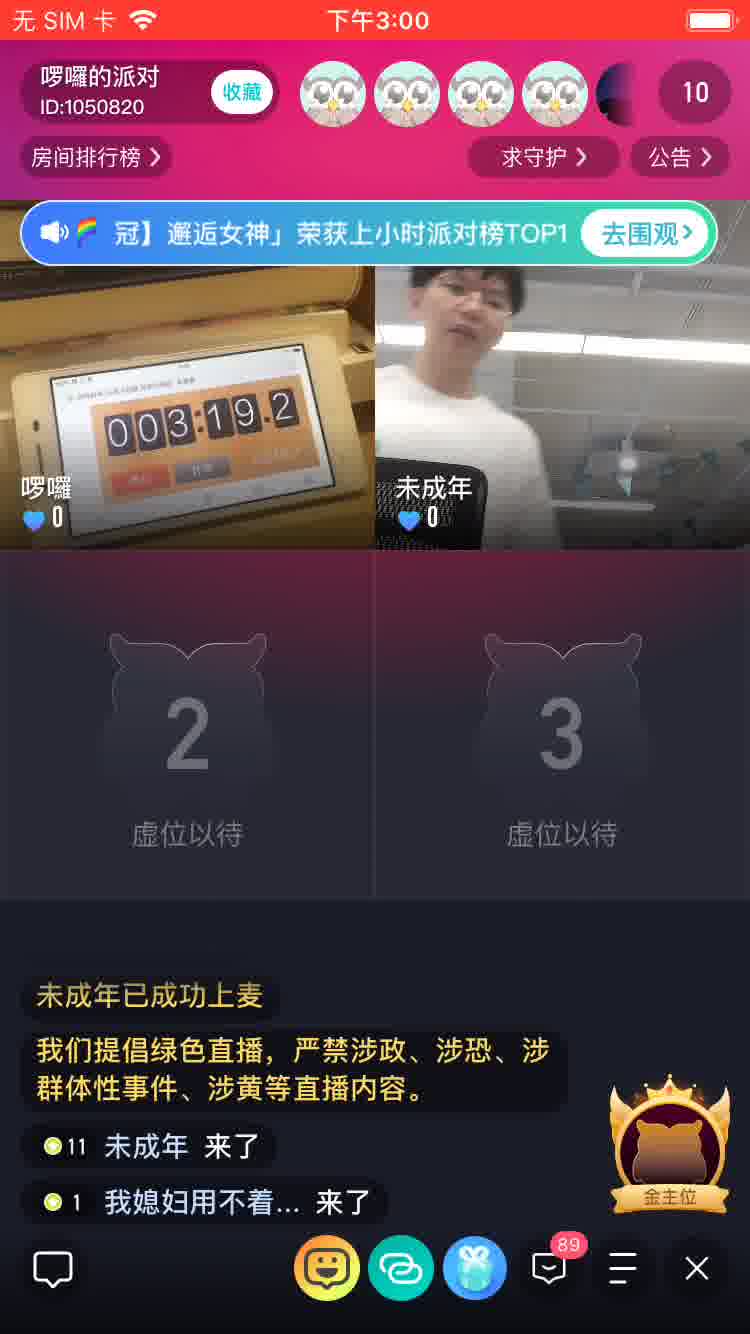 无 SIM 卡
下午3:00
啰囉的派对
ID:1050820
收藏
10
房间排行榜
求守护
公告
冠】邂逅女神」荣获上小时派对榜TOP1
去围观
003:19.2
啰囉
0
未成年
0
2
虚位以待
3
虚位以待
未成年已成功上麦
我们提倡绿色直播，严禁涉政、涉恐、涉
群体性事件、涉黄等直播内容。
11 未成年 来了
1 我媳妇用不着... 来了
金主位
89